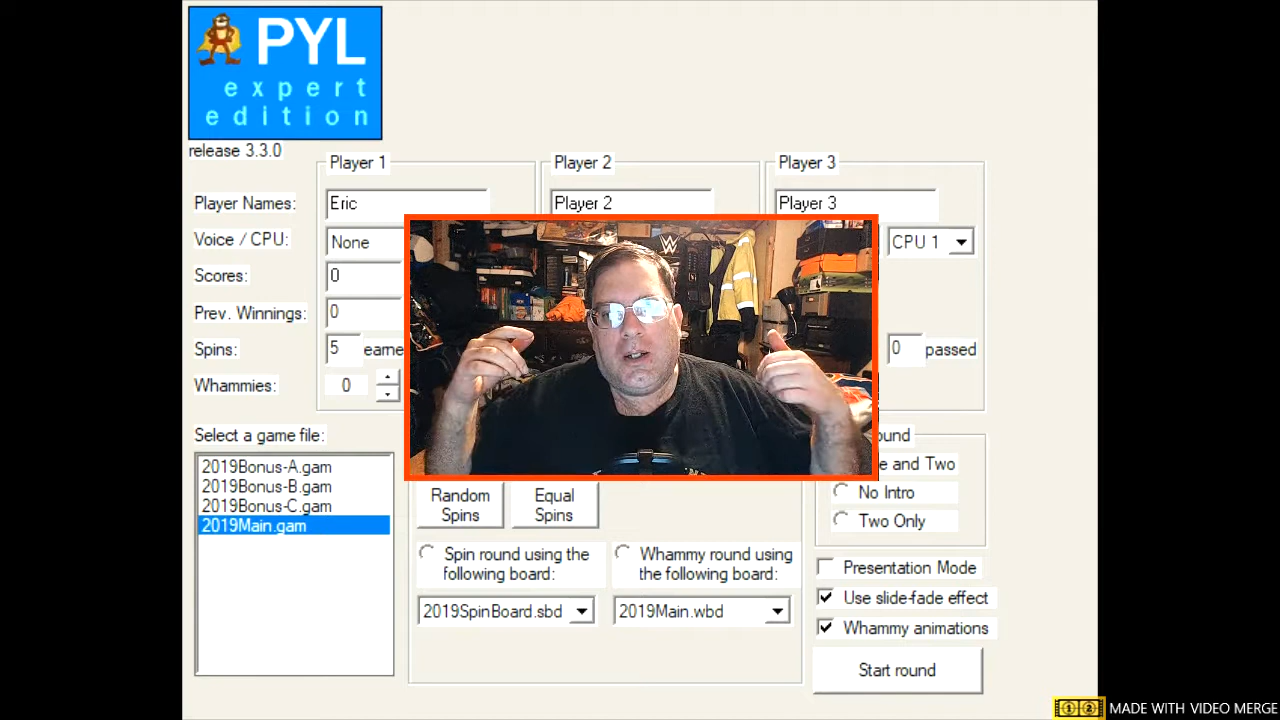 PYL
expert
edition
release 3.3.0
Player 1
Player 2
Player 3
Player Names:
Eric
Player 2
Player 3
Voice / CPU:
None
CPU 1
Scores:
0
Prev. Winnings:
0
Spins:
5
earne
0
passed
Whammies:
0
W
Select a game file:
2019Bonus-A.gam
2019Bonus-B.gam
2019Bonus-C.gam
2019Main.gam
Random
Spins
Equal
Spins
Spin round using the
following board:
Whammy round using
the following board:
2019SpinBoard.sbd
2019Main.wbd
ound
e and Two
No Intro
Two Only
Presentation Mode
Use slide-fade effect
Whammy animations
Start round
1 2 MADE WITH VIDEO MERGE